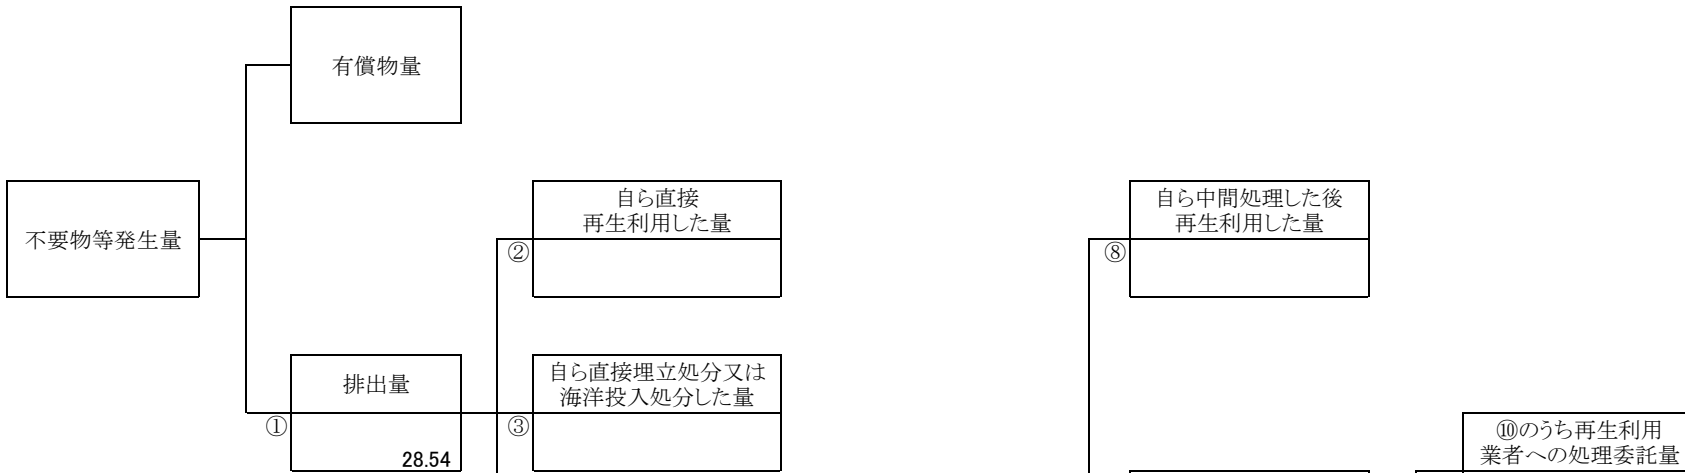 有償物量
不要物等発生量
自ら直接
再生利用した量
②
自ら中間処理した後
再生利用した量
⑧
排出量
①
28.54
自ら直接埋立処分又は
海洋投入処分した量
③
⑩のうち再生利用
業者への処理委託量